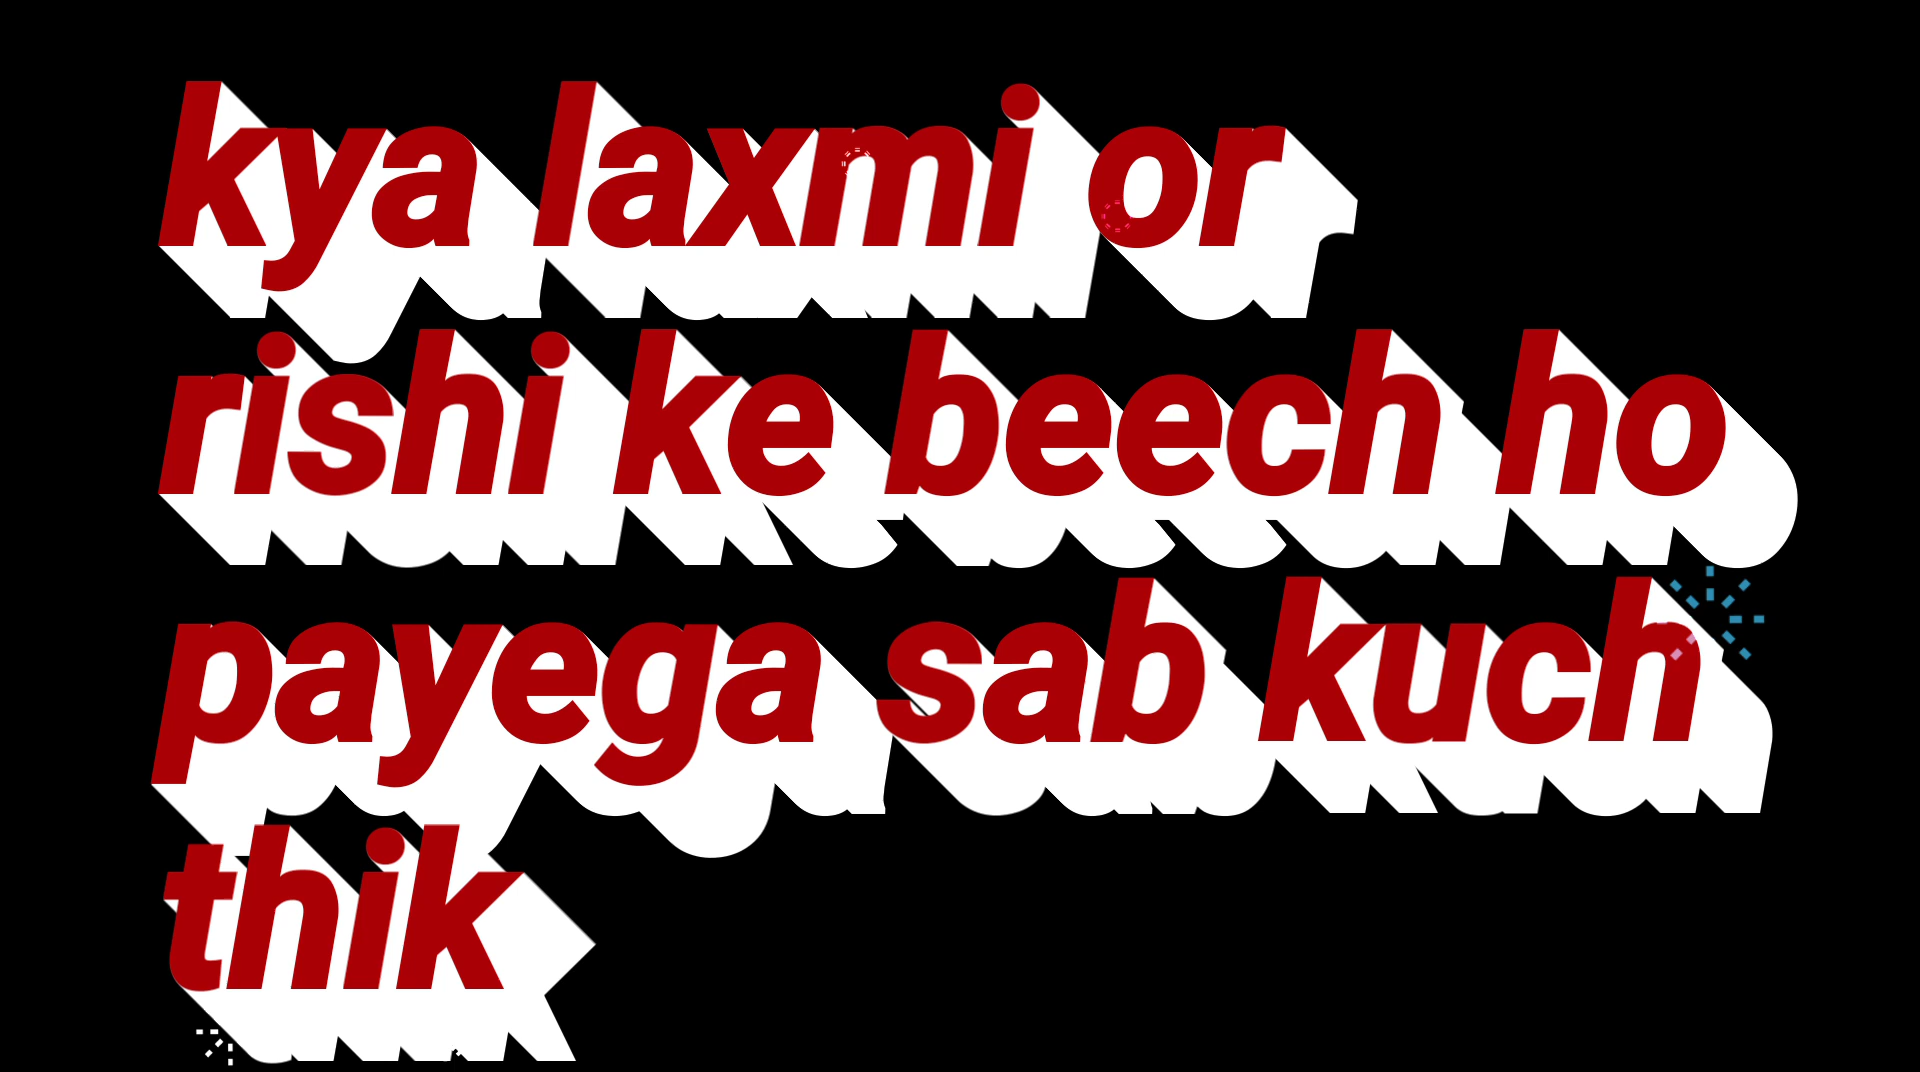 kya laxmi or
rishi ke beech ho
payega sab kuch
thik